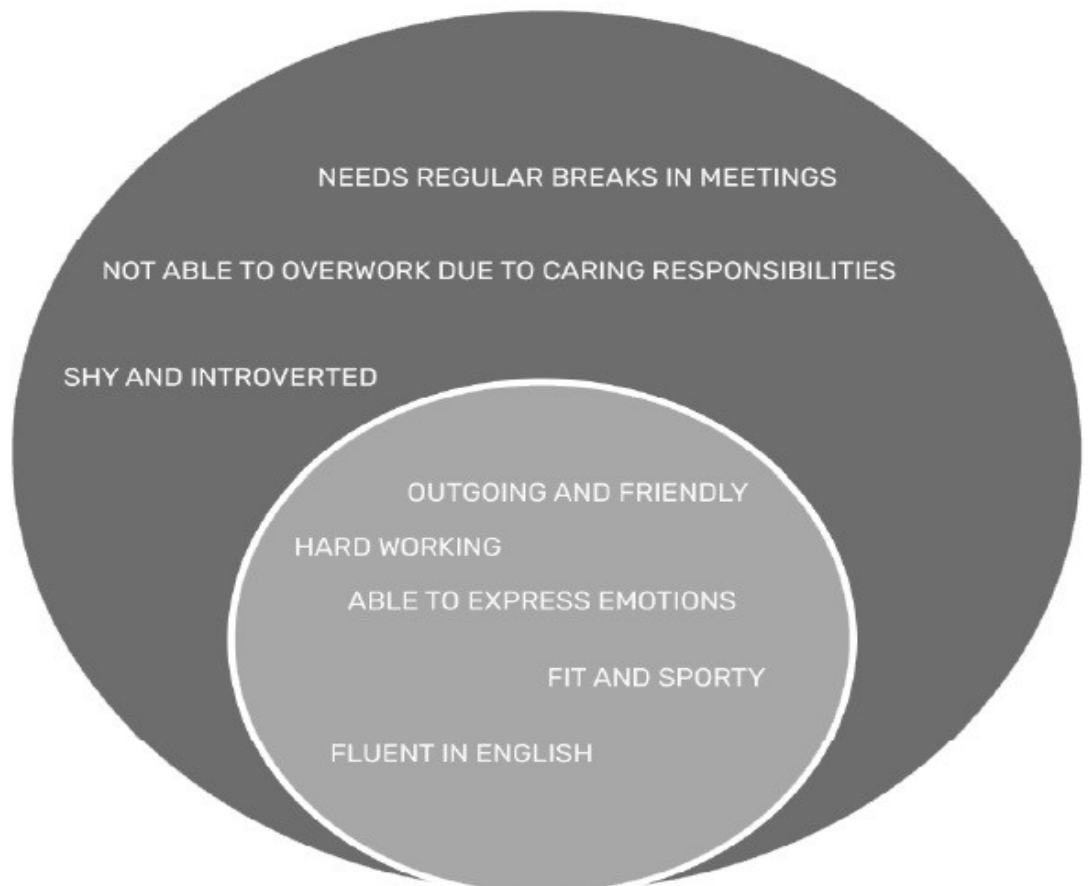 NEEDS REGULAR BREAKS IN MEETINGS
NOT ABLE TO OVERWORK DUE TO CARING RESPONSIBILITIES
SHY AND INTROVERTED
OUTGOING AND FRIENDLY
HARD WORKING
ABLE TO EXPRESS EMOTIONS
FIT AND SPORTY
FLUENT IN ENGLISH